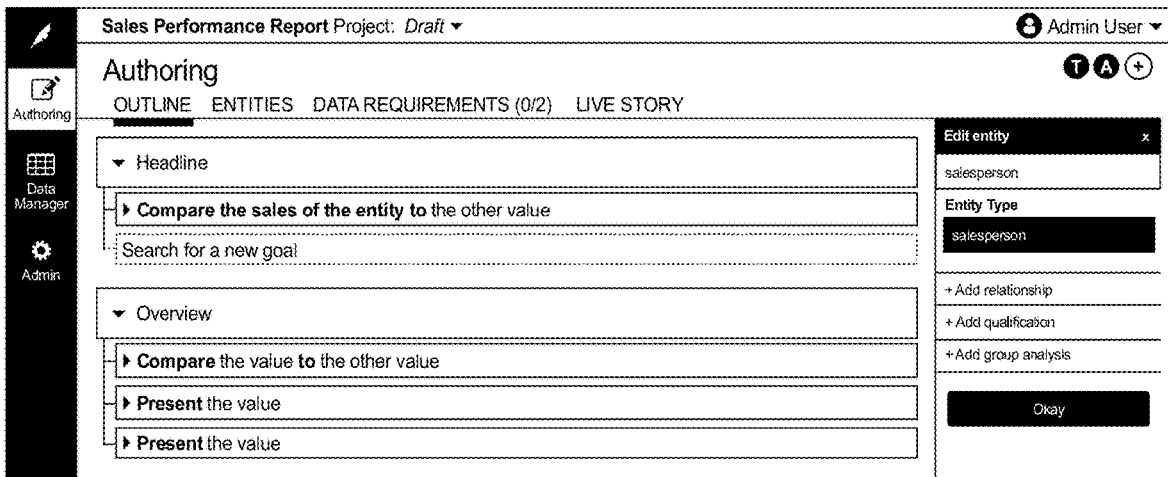 Sales Performance Report Project: Draft
Admin User
Authoring
T A +
OUTLINE ENTITIES DATA REQUIREMENTS (0/2) LIVE STORY
Authoring
Data
Manager
Admin
Headline
Compare the sales of the entity to the other value
Search for a new goal
Overview
Compare the value to the other value
Present the value
Present the value
Edit entity x
salesperson
Entity Type
salesperson
+ Add relationship
+ Add qualification
+ Add group analysis
Okay